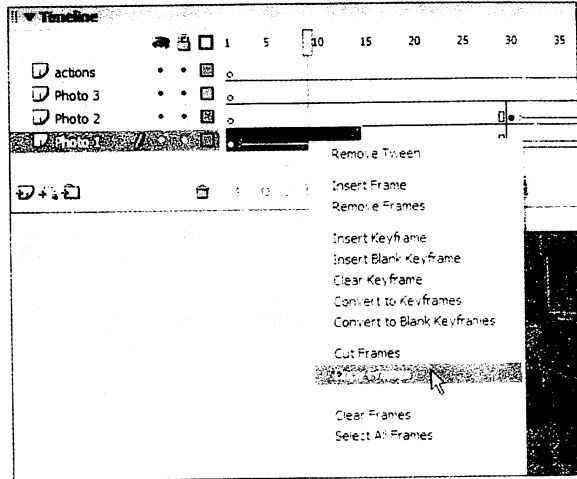 Timeline
1 5 10 15 20 25 30 35
actions
Photo 3
Photo 2
Photo 1
Remove Tween
Insert Frame
Remove Frames
Insert Keyframe
Insert Blank Keyframe
Clear Keyframe
Convert to Keyframes
Convert to Blank Keyframes
Cut Frames
Clear Frames
Select All Frames